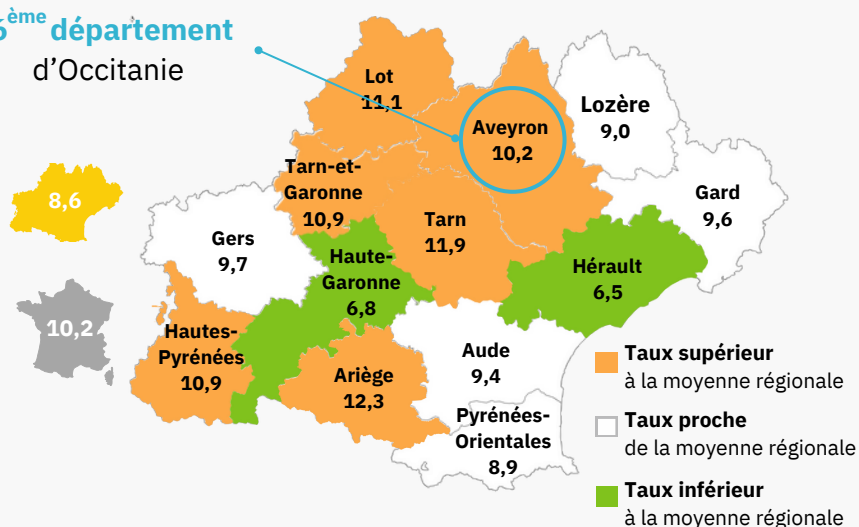 ème département
d’Occitanie
Lot
11,1
Lozère
9,0
Aveyron
10,2
Tarn-et-
Garonne
10,9
Gard
9,6
8,6
Tarn
11,9
Gers
9,7
Haute-
Garonne
6,8
Hérault
6,5
10,2
Hautes-
Pyrénées
10,9
Aude
9,4
Ariège
12,3
Pyrénées-
Orientales
8,9
Taux supérieur
à la moyenne régionale
Taux proche
de la moyenne régionale
Taux inférieur
à la moyenne régionale